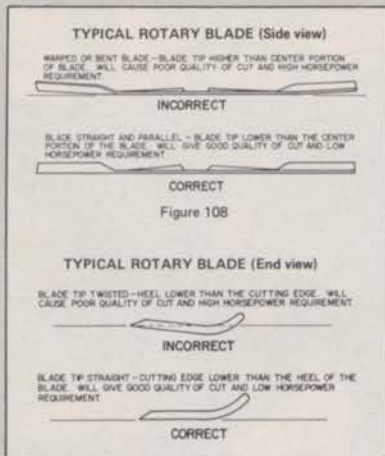 TYPICAL ROTARY BLADE (Side view)
WARPED OR BENT BLADE - BLADE TIP HIGHER THAN CENTER PORTION
OF BLADE. WILL CAUSE POOR QUALITY OF CUT AND HIGH HORSEPOWER
REQUIREMENT
INCORRECT
BLADE STRAIGHT AND PARALLEL - BLADE TIP LOWER THAN THE CENTER
PORTION OF THE BLADE. WILL GIVE GOOD QUALITY OF CUT AND LOW
HORSEPOWER REQUIREMENT
CORRECT
Figure 108
TYPICAL ROTARY BLADE (End view)
BLADE TIP TWISTED - HEEL LOWER THAN THE CUTTING EDGE. WILL
CAUSE POOR QUALITY OF CUT AND HIGH HORSEPOWER REQUIREMENT
INCORRECT
BLADE TIP STRAIGHT - CUTTING EDGE LOWER THAN THE HEEL OF THE
BLADE. WILL GIVE GOOD QUALITY OF CUT AND LOW HORSEPOWER
REQUIREMENT
CORRECT